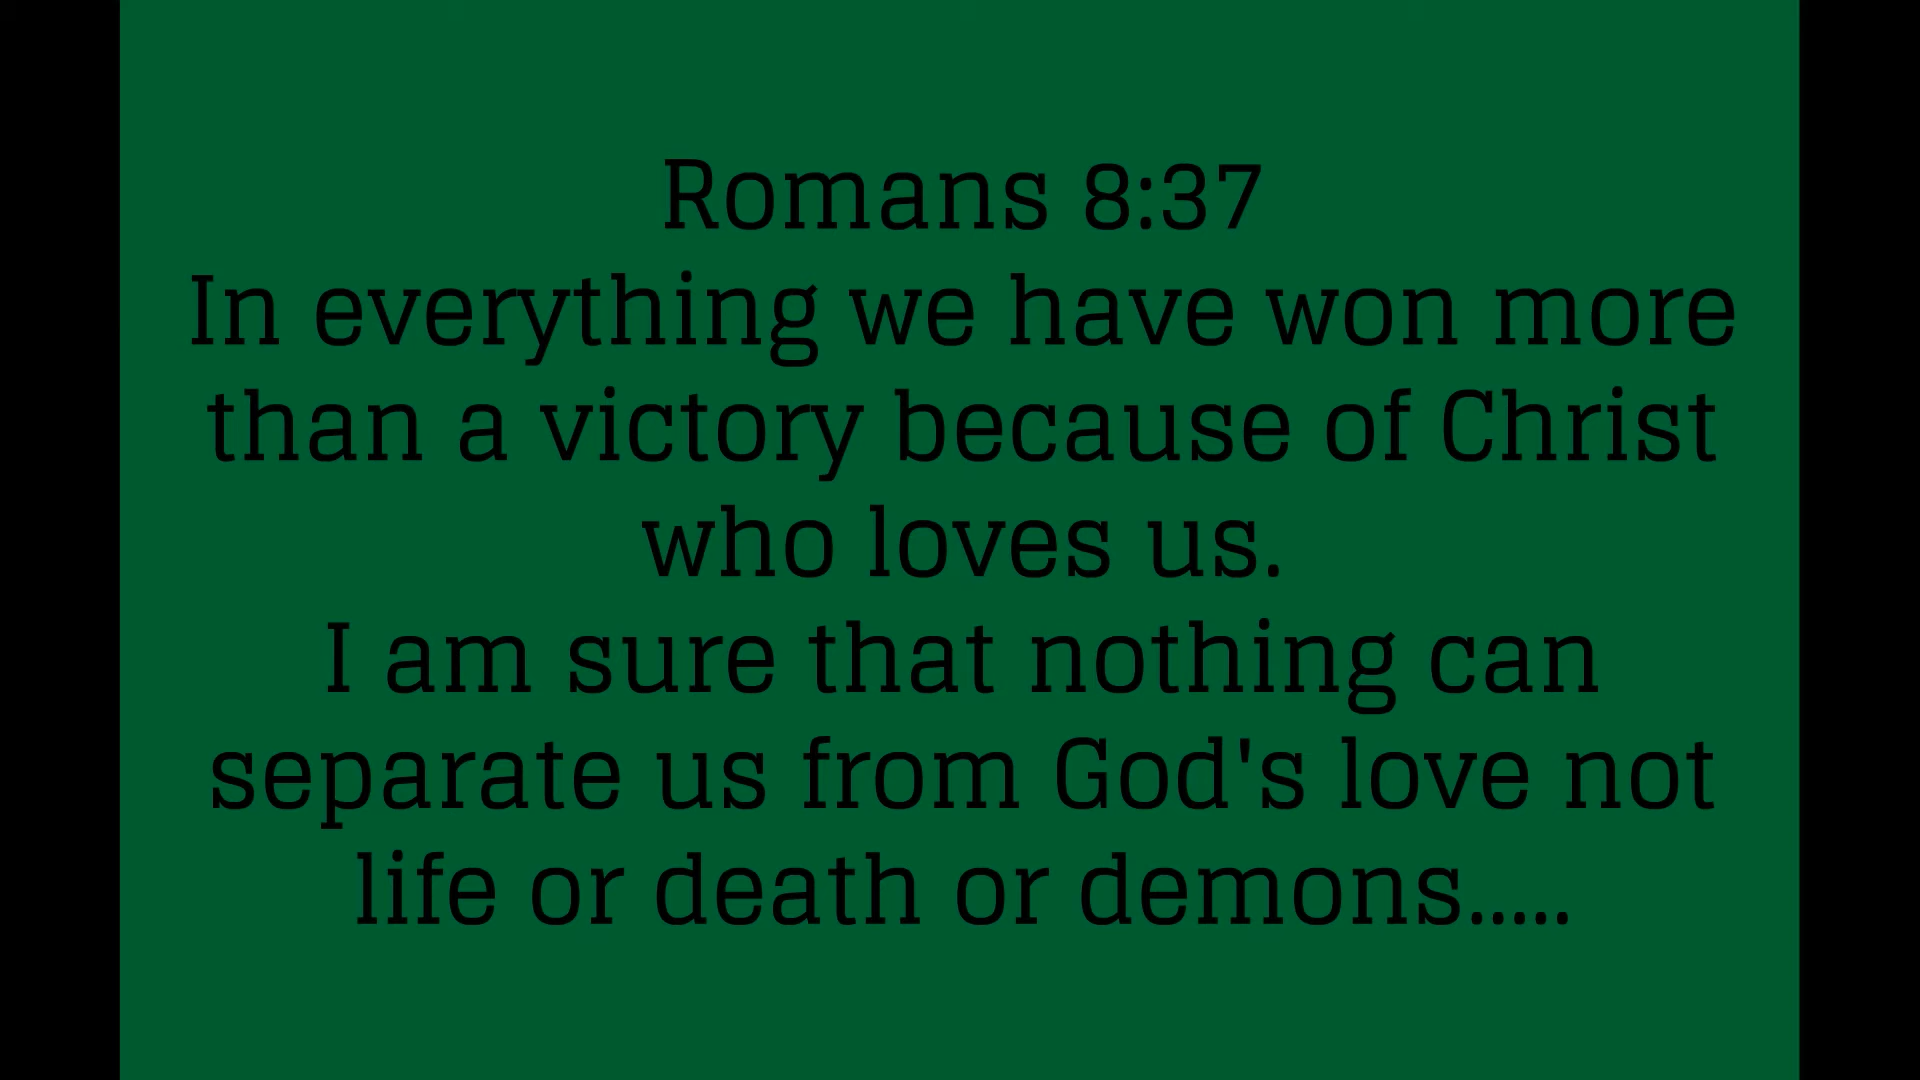 Romans 8:37
In everything we have won more
than a victory because of Christ
who loves us.
I am sure that nothing can
separate us from God's love not
life or death or demons.....